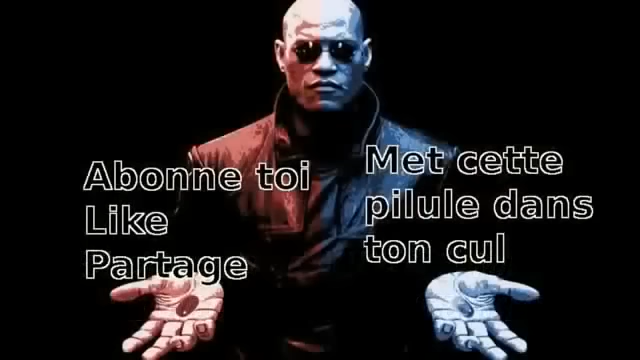 Abonne toi
Like
Partage
Met cette
pilule dans
ton cul